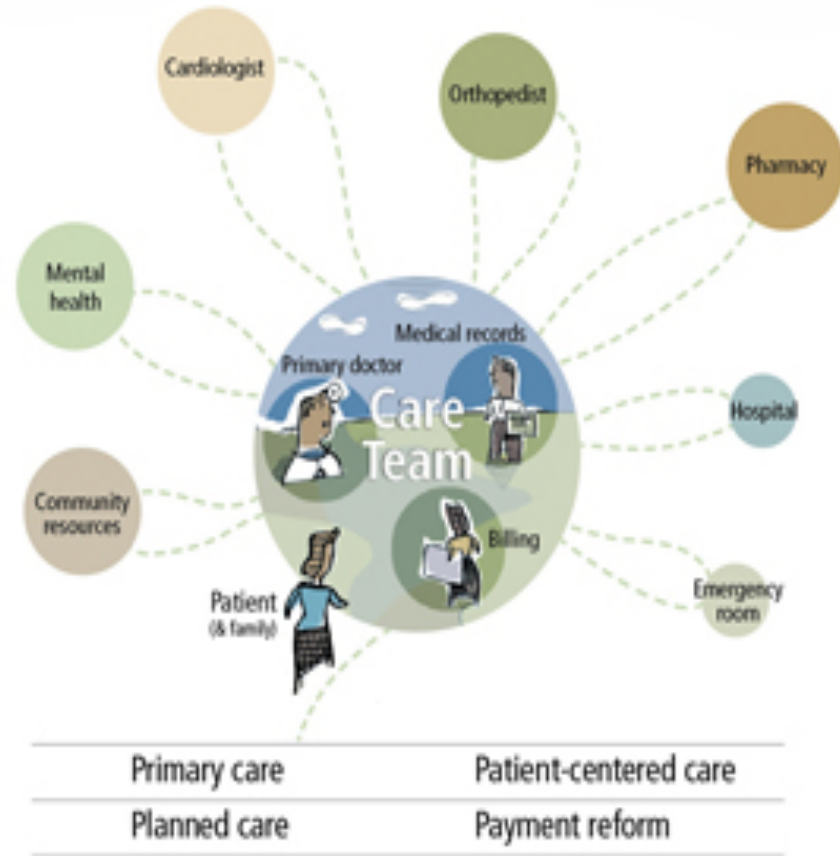 Cardiologist
Orthopedist
Pharmacy
Mental
health
Medical records
Primary doctor
Care
Team
Hospital
Community
resources
Billing
Emergency
room
Patient
(& family)
Primary care
Patient-centered care
Planned care
Payment reform